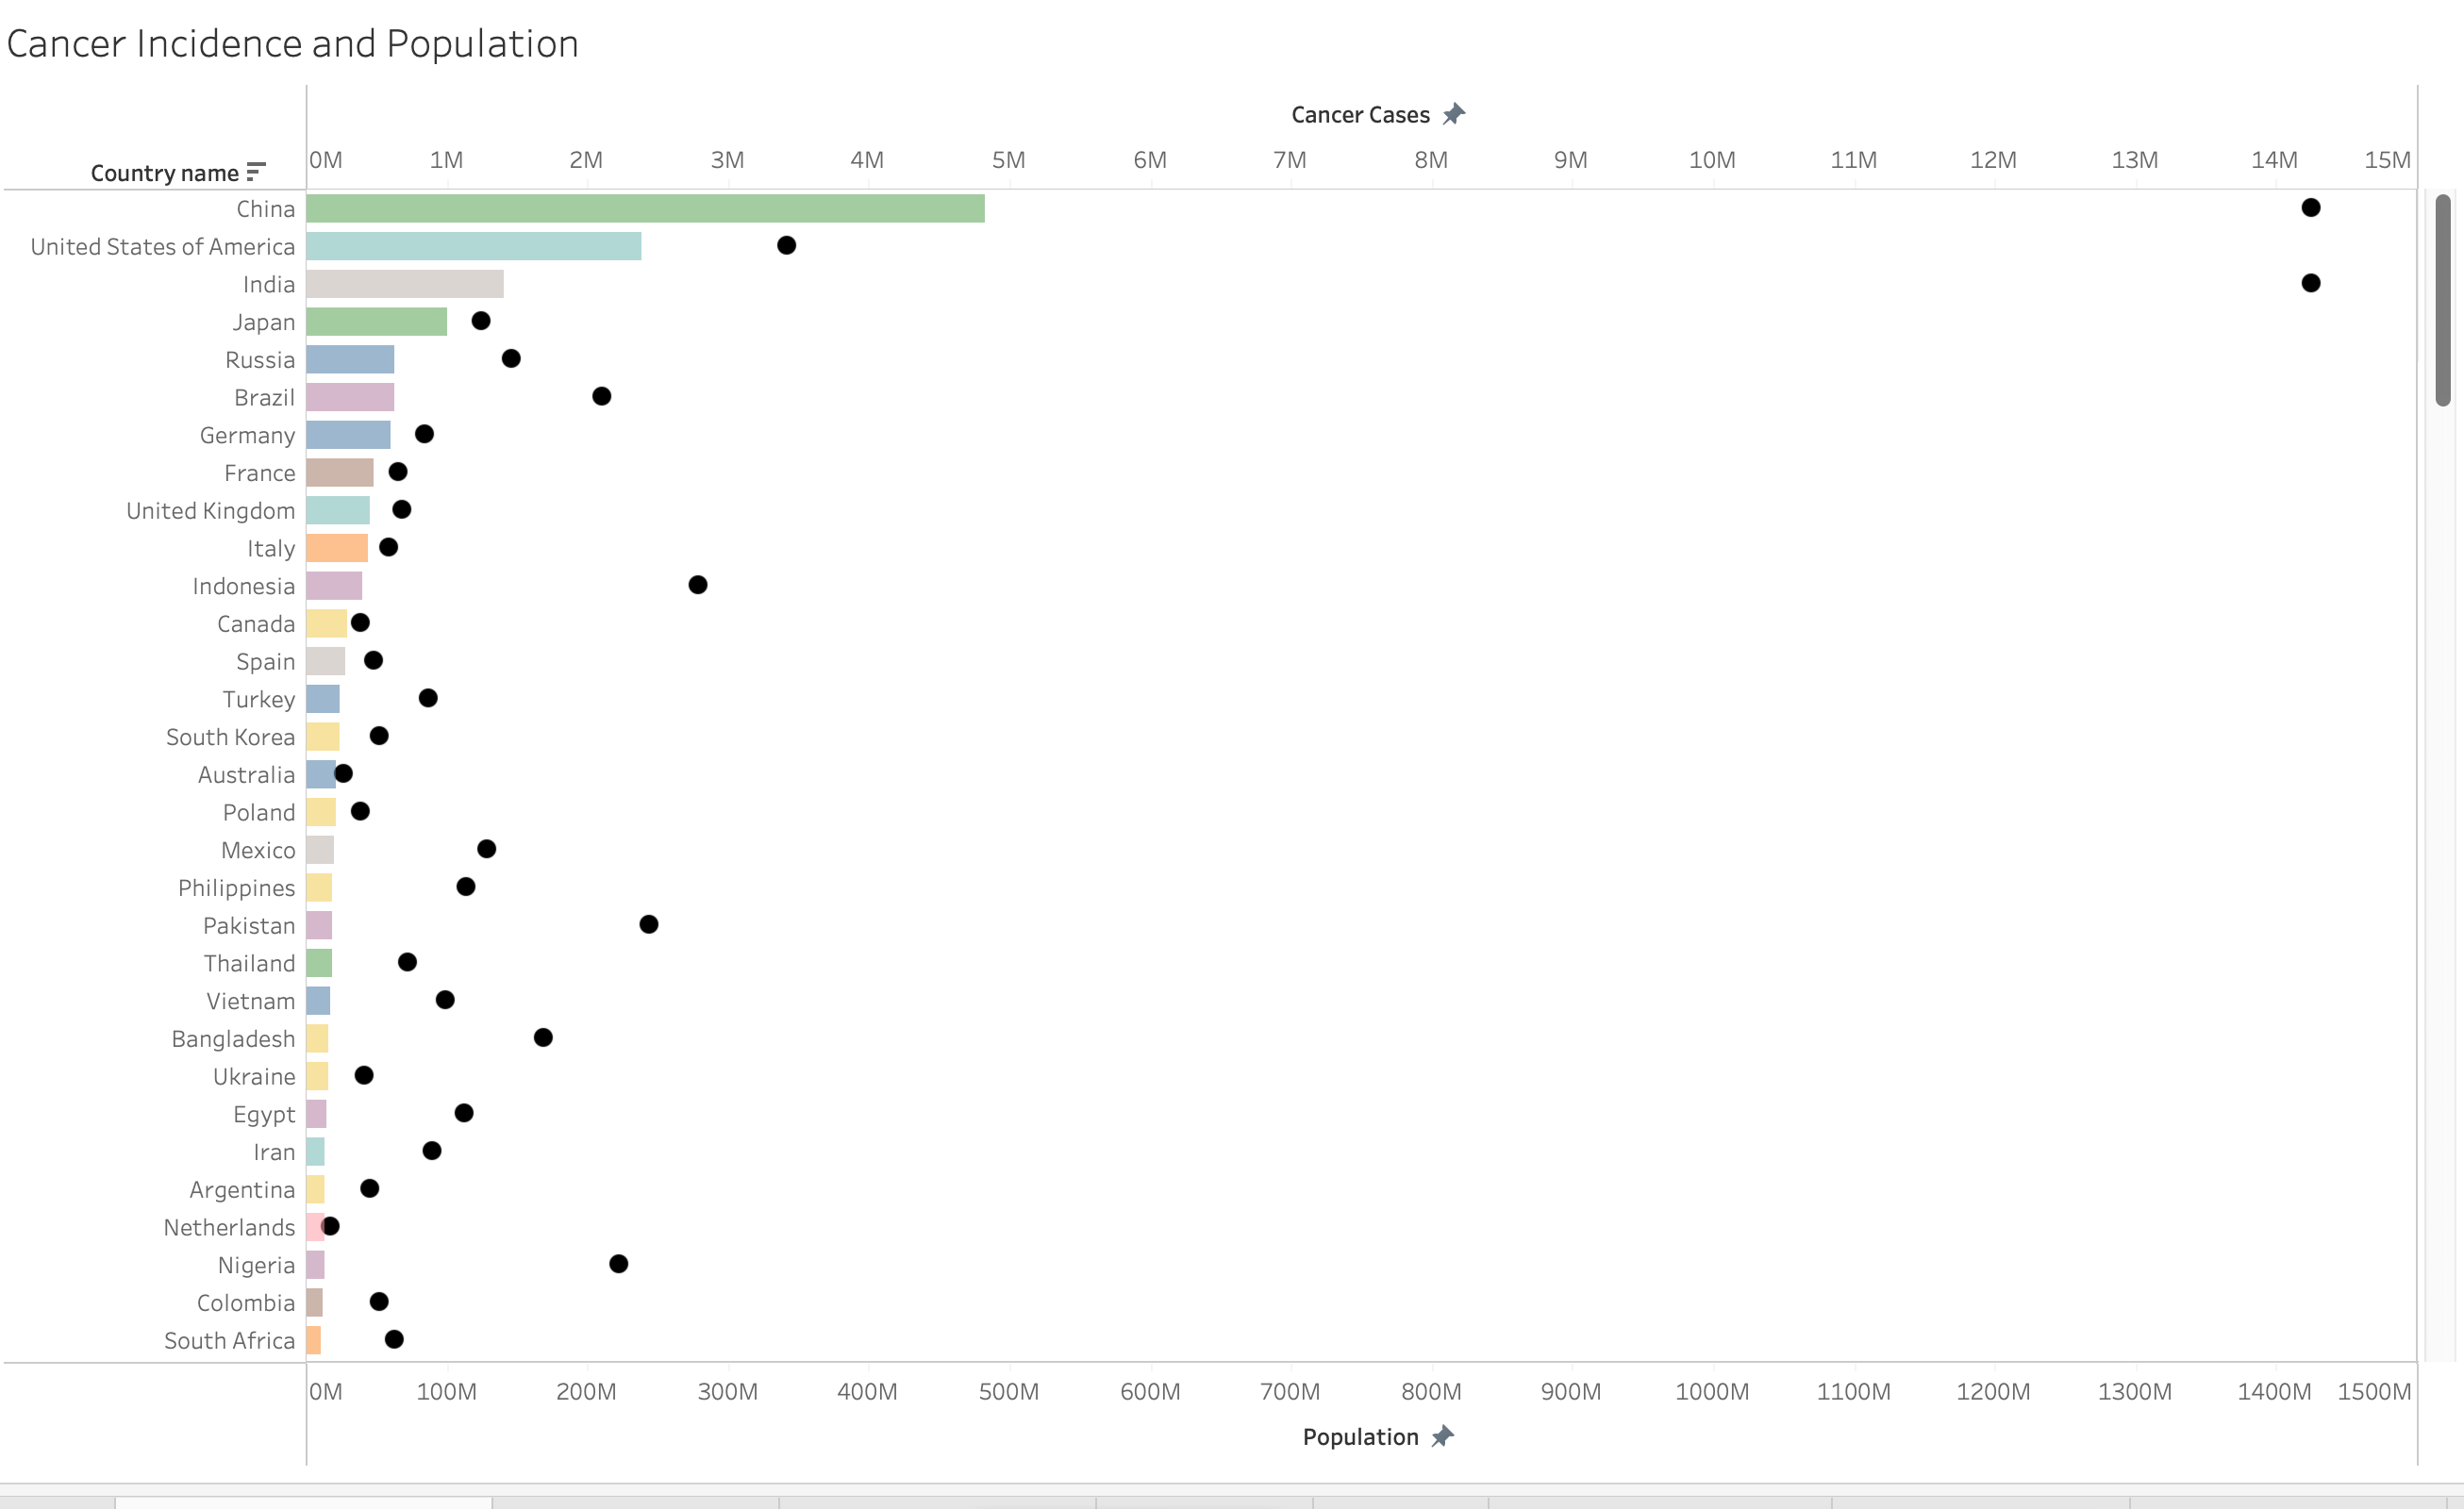 Cancer Incidence and Population
Cancer Cases
Country name
0M 1M 2M 3M 4M 5M 6M 7M 8M 9M 10M 11M 12M 13M 14M 15M
China
United States of America
India
Japan
Russia
Brazil
Germany
France
United Kingdom
Italy
Indonesia
Canada
Spain
Turkey
South Korea
Australia
Poland
Mexico
Philippines
Pakistan
Thailand
Vietnam
Bangladesh
Ukraine
Egypt
Iran
Argentina
Netherlands
Nigeria
Colombia
South Africa
0M 100M 200M 300M 400M 500M 600M 700M 800M 900M 1000M 1100M 1200M 1300M 1400M 1500M
Population